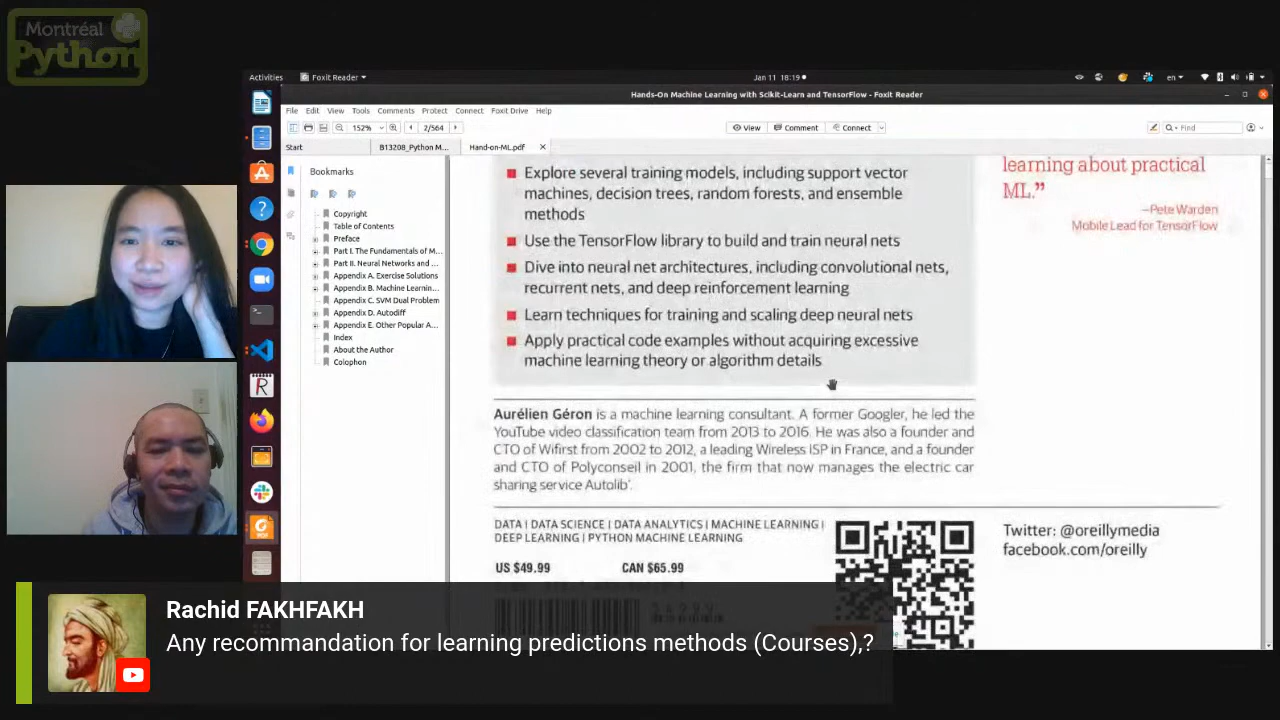 Montréal
Python
Activities
Foxit Reader
Jan 11 18:19
en
Hands-On Machine Learning with Scikit-Learn and TensorFlow - Foxit Reader
File Edit View Tools Comments Protect Connect Foxit Drive Help
152%
2/564
View
Comment
Connect
Find
Start
B13208_Python M...
Hand-on-ML.pdf
Bookmarks
Copyright
Table of Contents
Preface
Part I. The Fundamentals of M...
Part II. Neural Networks and ...
Appendix A. Exercise Solutions
Appendix B. Machine Learnin...
Appendix C. SVM Dual Problem
Appendix D. Autodiff
Appendix E. Other Popular A...
Index
About the Author
Colophon
Explore several training models, including support vector
machines, decision trees, random forests, and ensemble
methods
Use the TensorFlow library to build and train neural nets
Dive into neural net architectures, including convolutional nets,
recurrent nets, and deep reinforcement learning
Learn techniques for training and scaling deep neural nets
Apply practical code examples without acquiring excessive
machine learning theory or algorithm details
learning about practical
ML.”
—Pete Warden
Mobile Lead for TensorFlow
Aurélien Géron is a machine learning consultant. A former Googler, he led the
YouTube video classification team from 2013 to 2016. He was also a founder and
CTO of Wifirst from 2002 to 2012, a leading Wireless ISP in France, and a founder
and CTO of Polyconseil in 2001, the firm that now manages the electric car
sharing service Autolib'.
DATA | DATA SCIENCE | DATA ANALYTICS | MACHINE LEARNING |
DEEP LEARNING | PYTHON MACHINE LEARNING
US $49.99
CAN $65.99
Twitter: @oreillymedia
facebook.com/oreilly
Rachid FAKHFAKH
Any recommandation for learning predictions methods (Courses),?